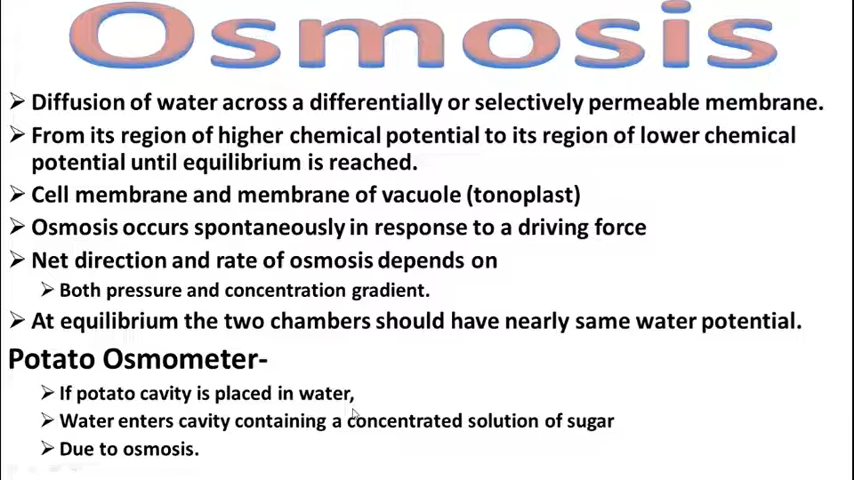 Osmosis
➢ Diffusion of water across a differentially or selectively permeable membrane.
➢ From its region of higher chemical potential to its region of lower chemical
potential until equilibrium is reached.
➢ Cell membrane and membrane of vacuole (tonoplast)
➢ Osmosis occurs spontaneously in response to a driving force
➢ Net direction and rate of osmosis depends on
➢ Both pressure and concentration gradient.
➢ At equilibrium the two chambers should have nearly same water potential.
Potato Osmometer-
➢ If potato cavity is placed in water,
➢ Water enters cavity containing a concentrated solution of sugar
➢ Due to osmosis.